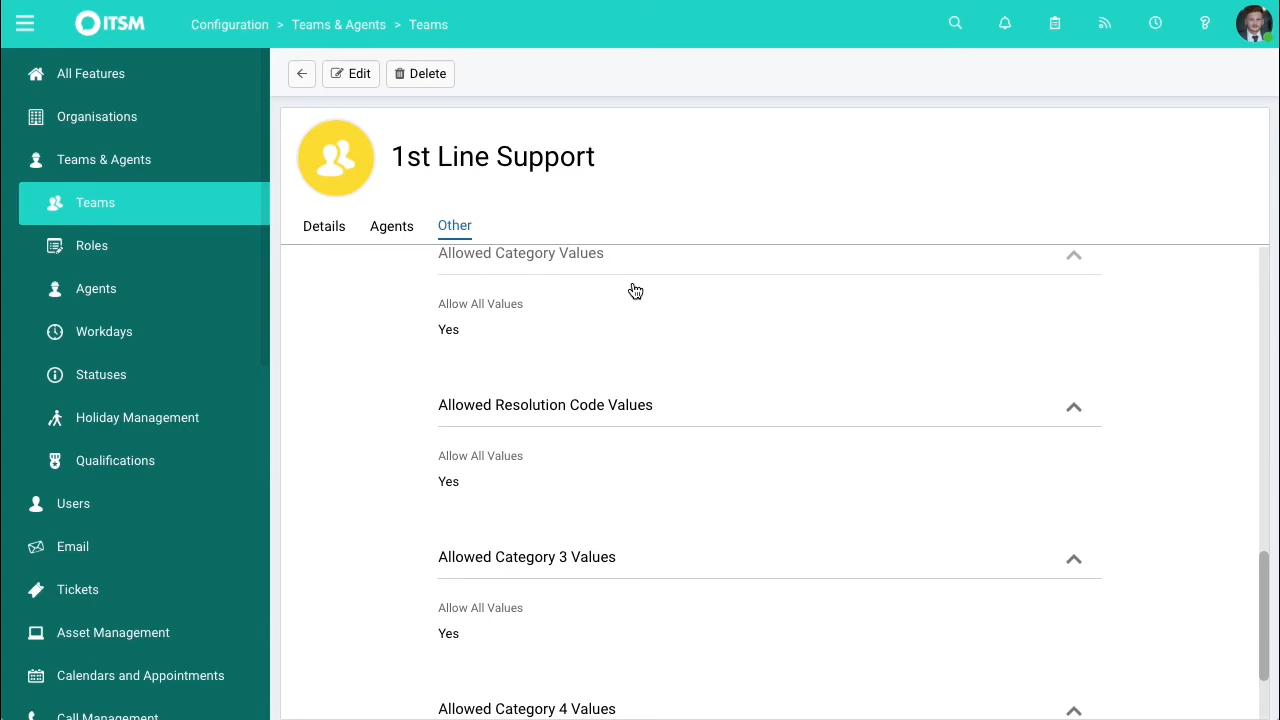 ITSM
Configuration > Teams & Agents > Teams
All Features
Organisations
Teams & Agents
Teams
Roles
Agents
Workdays
Statuses
Holiday Management
Qualifications
Users
Email
Tickets
Asset Management
Calendars and Appointments
Call Management
Edit
Delete
1st Line Support
Details
Agents
Other
Allowed Category Values
Allow All Values
Yes
Allowed Resolution Code Values
Allow All Values
Yes
Allowed Category 3 Values
Allow All Values
Yes
Allowed Category 4 Values